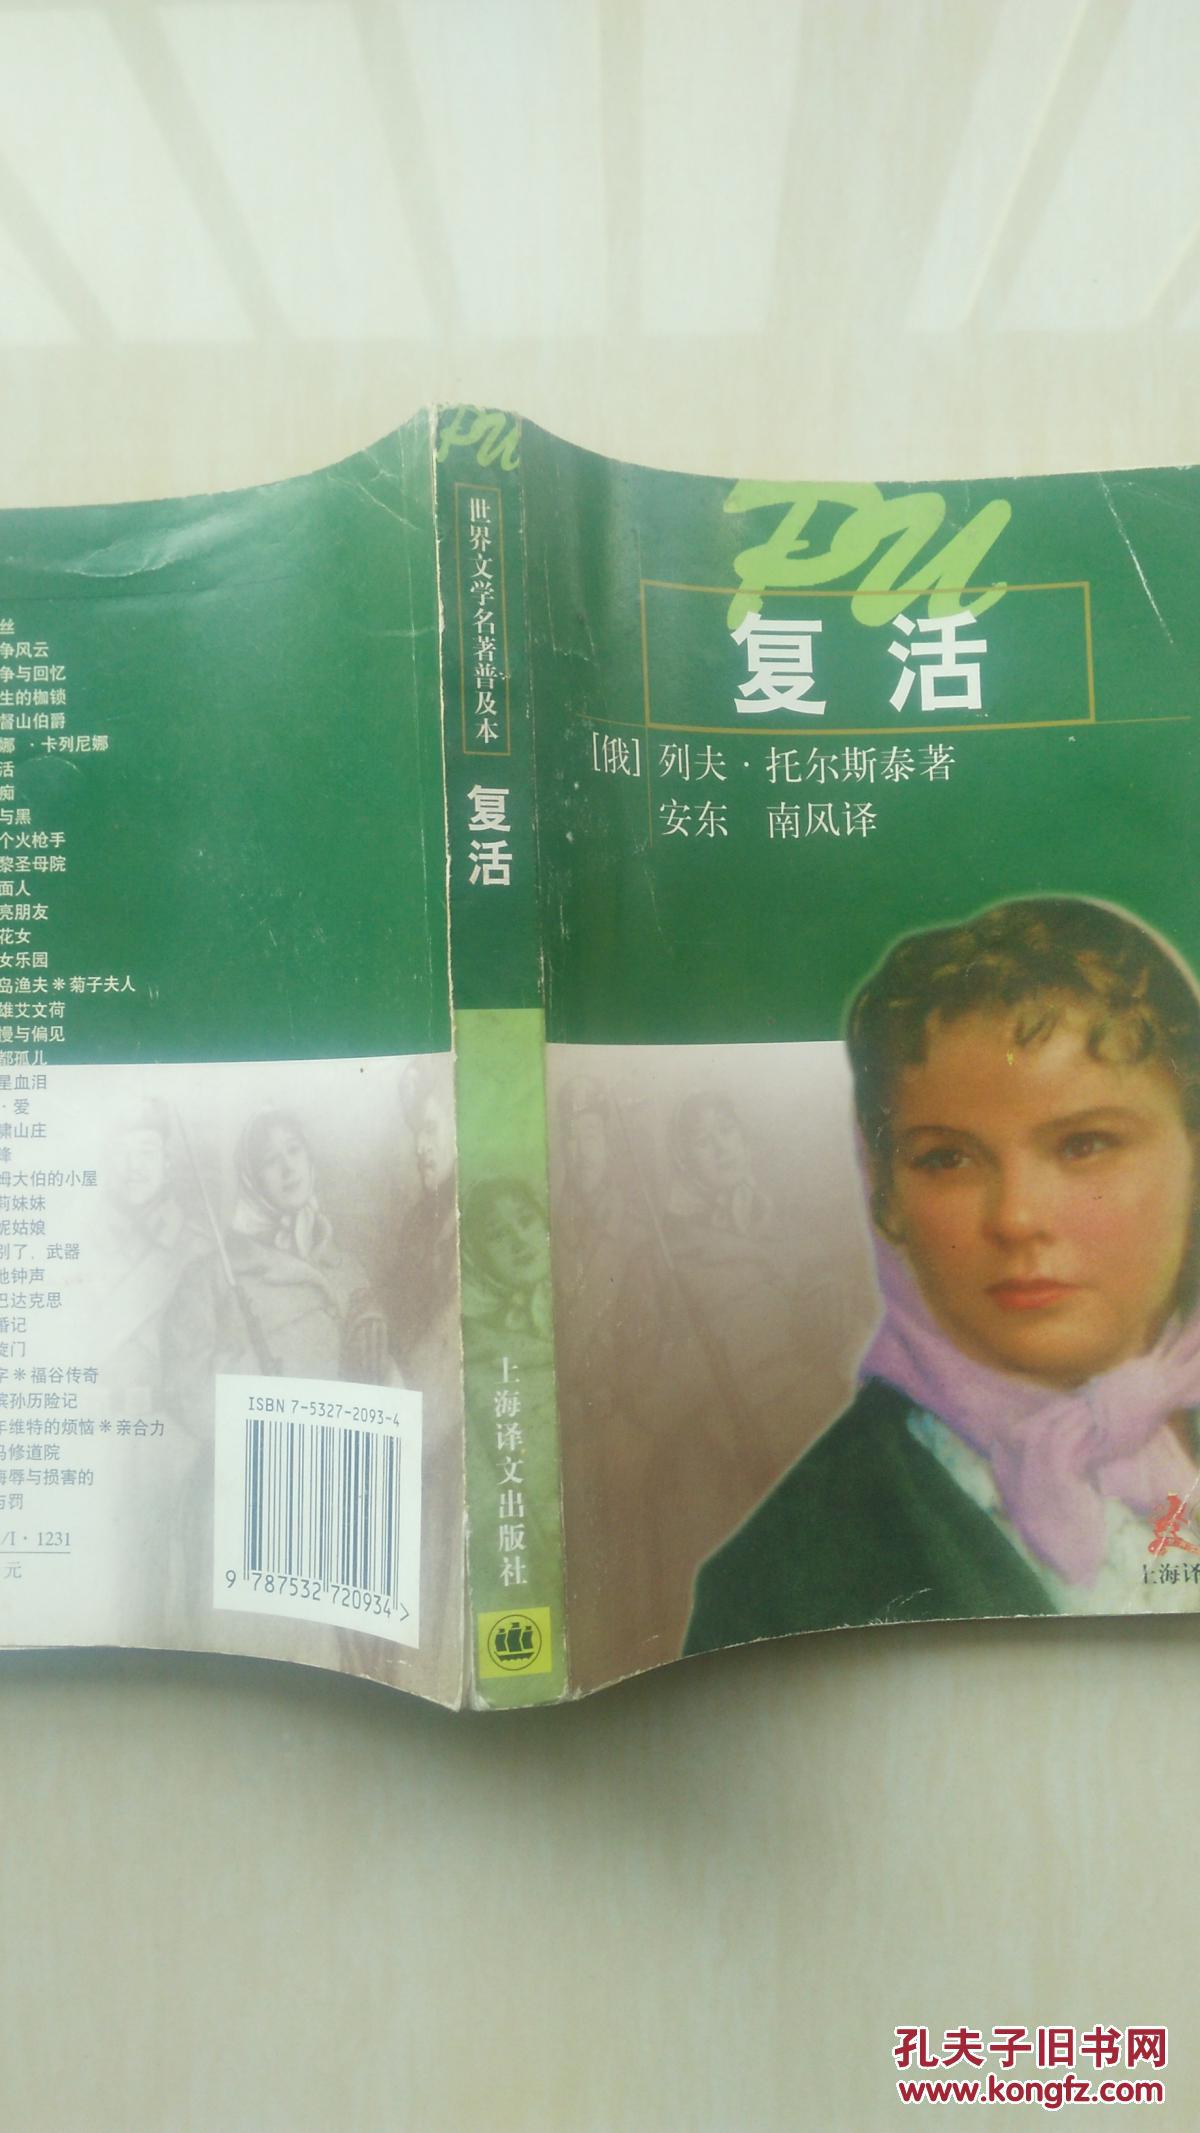 丝
争风云
争与回忆
生的枷锁
督山伯爵
娜·卡列尼娜
活
痴
与黑
个火枪手
黎圣母院
面人
亮朋友
花女
女乐园
岛渔夫*菊子夫人
雄艾文荷
慢与偏见
都孤儿
星血泪
·爱
啸山庄
锋
姆大伯的小屋
莉妹妹
妮姑娘
别了，武器
地钟声
巴达克思
婚记
旋门
字*福谷传奇
滨孙历险记
年维特的烦恼*亲合力
马修道院
侮辱与损害的
与罚
/I·1231
元
ISBN 7-5327-2093-4
9 787532 720934 >
PU
世界文学名著普及本
复活
上海译文出版社
PU
复活
[俄] 列夫·托尔斯泰著
安东 南风译
上海译
孔夫子旧书网
www.kongfz.com